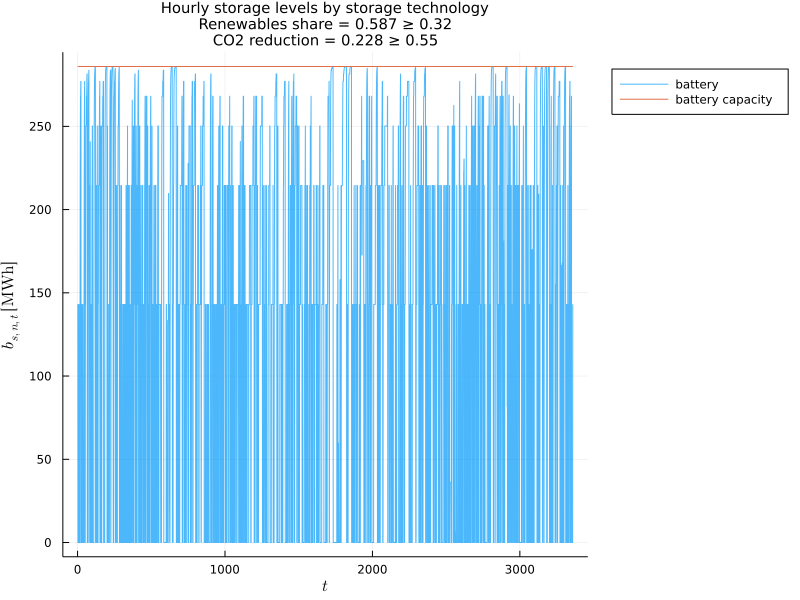 Hourly storage levels by storage technology
Renewables share = 0.587 ≥ 0.32
CO2 reduction = 0.228 ≥ 0.55
battery
battery capacity
250
200
150
100
50
0
b_{s, n, t} [MWh]
0 1000 2000 3000
t